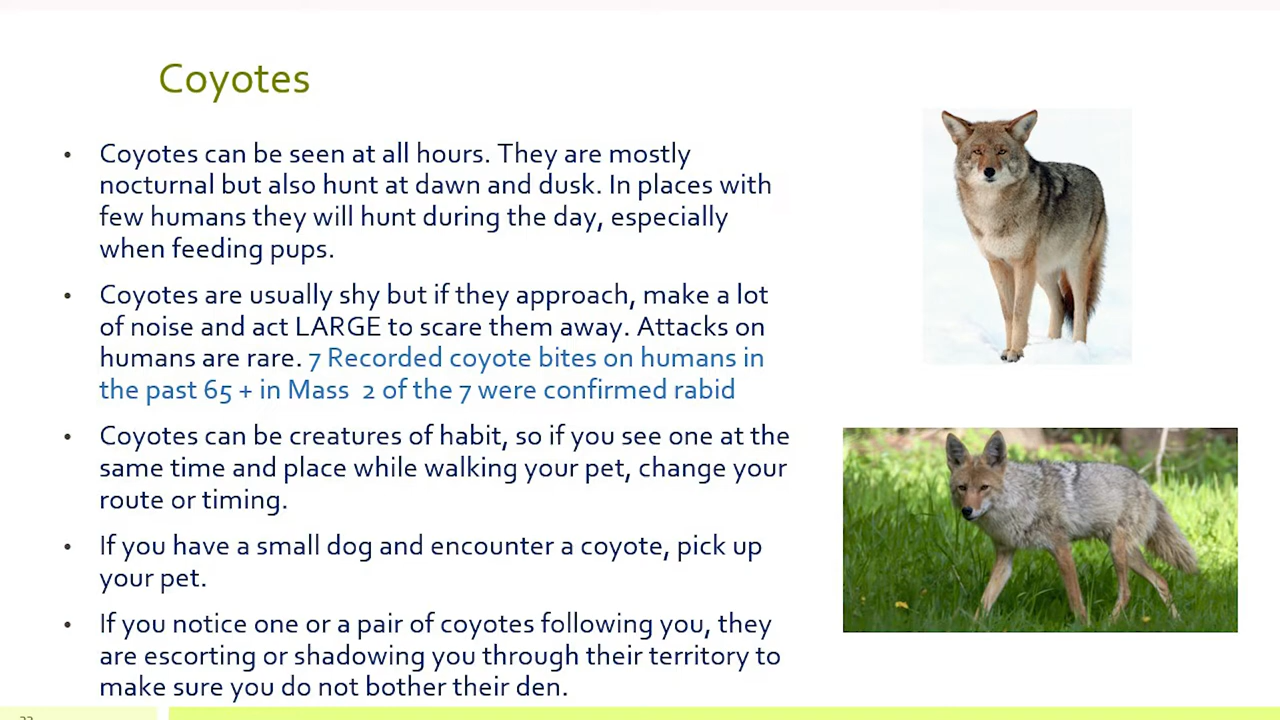 Coyotes
• Coyotes can be seen at all hours. They are mostly
nocturnal but also hunt at dawn and dusk. In places with
few humans they will hunt during the day, especially
when feeding pups.
• Coyotes are usually shy but if they approach, make a lot
of noise and act LARGE to scare them away. Attacks on
humans are rare. 7 Recorded coyote bites on humans in
the past 65 + in Mass 2 of the 7 were confirmed rabid
• Coyotes can be creatures of habit, so if you see one at the
same time and place while walking your pet, change your
route or timing.
• If you have a small dog and encounter a coyote, pick up
your pet.
• If you notice one or a pair of coyotes following you, they
are escorting or shadowing you through their territory to
make sure you do not bother their den.